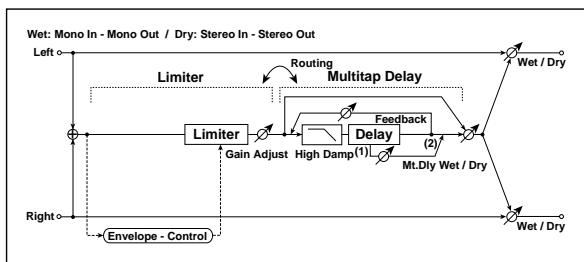 Wet: Mono In - Mono Out / Dry: Stereo In - Stereo Out
Left
Wet / Dry
Routing
Limiter
Multitap Delay
Feedback
Limiter
Delay
Gain Adjust
High Damp
(1)
(2)
Mt.Dly Wet / Dry
Right
Wet / Dry
Envelope - Control